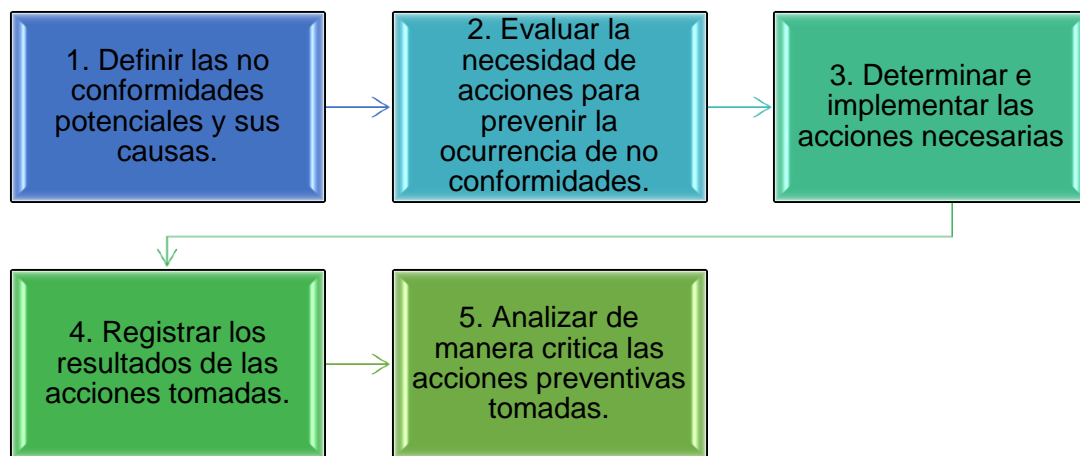 1. Definir las no
conformidades
potenciales y sus
causas.
2. Evaluar la
necesidad de
acciones para
prevenir la
ocurrencia de no
conformidades.
3. Determinar e
implementar las
acciones necesarias
4. Registrar los
resultados de las
acciones tomadas.
5. Analizar de
manera critica las
acciones preventivas
tomadas.